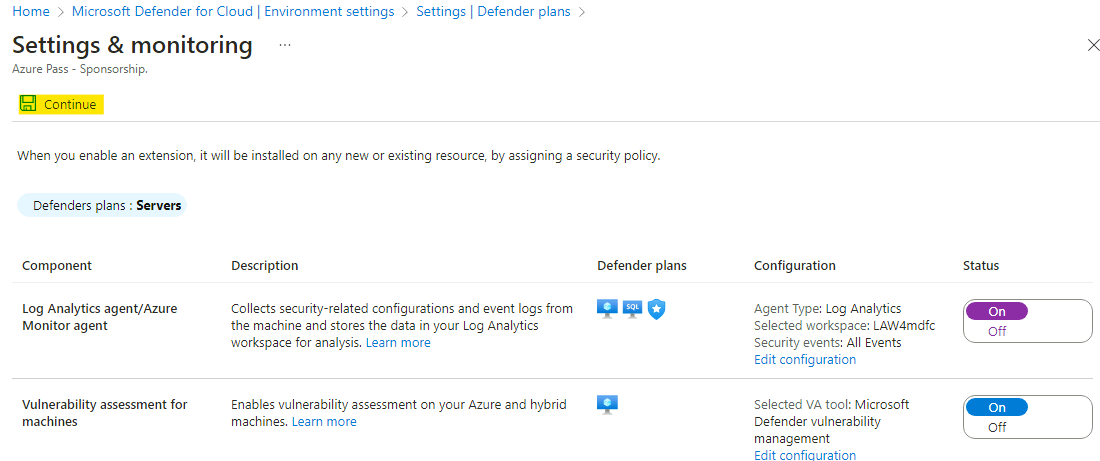 Home > Microsoft Defender for Cloud | Environment settings > Settings | Defender plans >
Settings & monitoring ...
Azure Pass - Sponsorship.
Continue
When you enable an extension, it will be installed on any new or existing resource, by assigning a security policy.
Defenders plans : Servers
Component Description Defender plans Configuration Status
Log Analytics agent/Azure
Monitor agent
Collects security-related configurations and event logs from
the machine and stores the data in your Log Analytics
workspace for analysis. Learn more
SQL
Agent Type: Log Analytics
Selected workspace: LAW4mdfc
Security events: All Events
Edit configuration
On
Off
Vulnerability assessment for
machines
Enables vulnerability assessment on your Azure and hybrid
machines. Learn more
Selected VA tool: Microsoft
Defender vulnerability
management
Edit configuration
On
Off